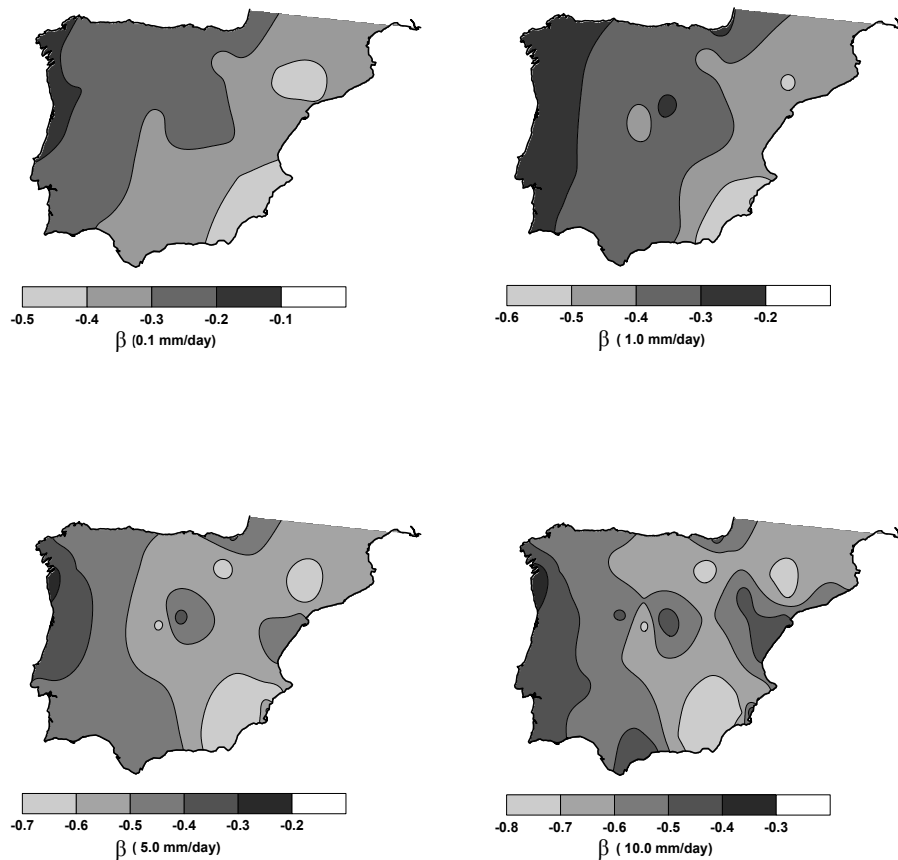 -0.5 -0.4 -0.3 -0.2 -0.1
β (0.1 mm/day)
-0.6 -0.5 -0.4 -0.3 -0.2
β ( 1.0 mm/day)
-0.7 -0.6 -0.5 -0.4 -0.3 -0.2
β ( 5.0 mm/day)
-0.8 -0.7 -0.6 -0.5 -0.4 -0.3
β ( 10.0 mm/day)